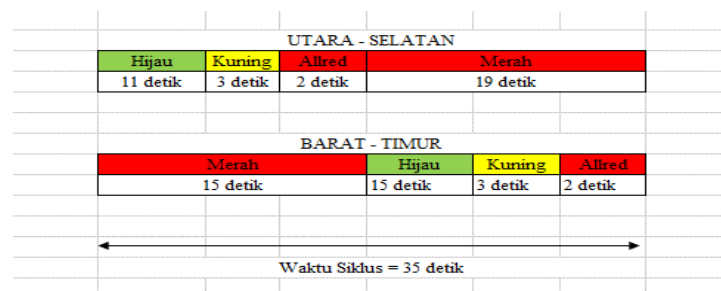 UTARA - SELATAN
Hijau Kuning Allred Merah
11 detik 3 detik 2 detik 19 detik
BARAT - TIMUR
Merah Hijau Kuning Allred
15 detik 15 detik 3 detik 2 detik
Waktu Siklus = 35 detik